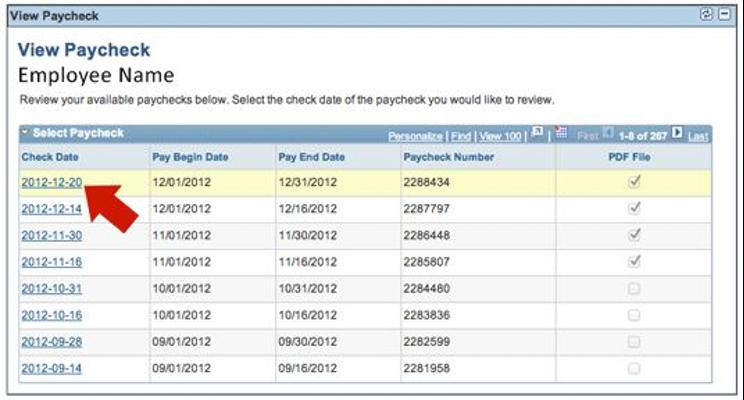 View Paycheck
View Paycheck
Employee Name
Review your available paychecks below. Select the check date of the paycheck you would like to review.
Select Paycheck Personalize | Find | View 100 | | First 1-8 of 267 Last
Check Date Pay Begin Date Pay End Date Paycheck Number PDF File
2012-12-20 12/01/2012 12/31/2012 2288434
2012-12-14 12/01/2012 12/16/2012 2287797
2012-11-30 11/01/2012 11/30/2012 2286448
2012-11-16 11/01/2012 11/16/2012 2285807
2012-10-31 10/01/2012 10/31/2012 2284480
2012-10-16 10/01/2012 10/16/2012 2283836
2012-09-28 09/01/2012 09/30/2012 2282599
2012-09-14 09/01/2012 09/16/2012 2281958